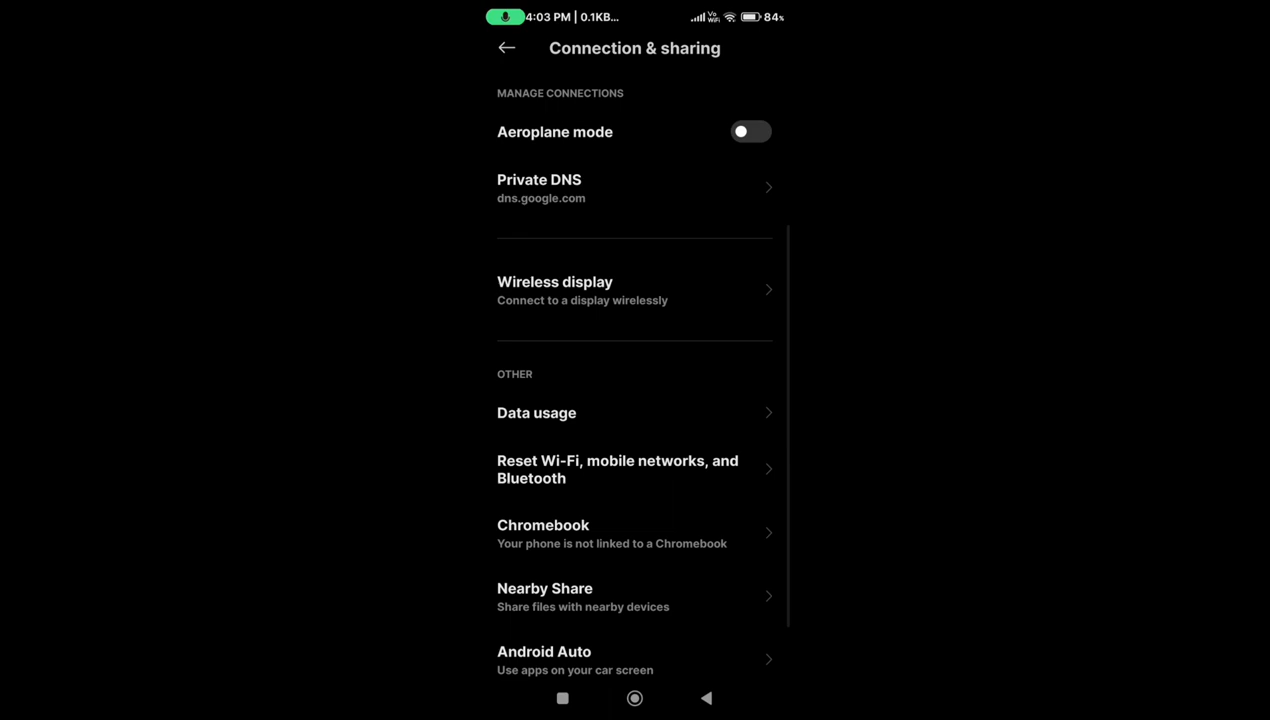 4:03 PM | 0.1KB... Vo WiFi 84%
Connection & sharing
MANAGE CONNECTIONS
Aeroplane mode
Private DNS
dns.google.com
Wireless display
Connect to a display wirelessly
OTHER
Data usage
Reset Wi-Fi, mobile networks, and
Bluetooth
Chromebook
Your phone is not linked to a Chromebook
Nearby Share
Share files with nearby devices
Android Auto
Use apps on your car screen